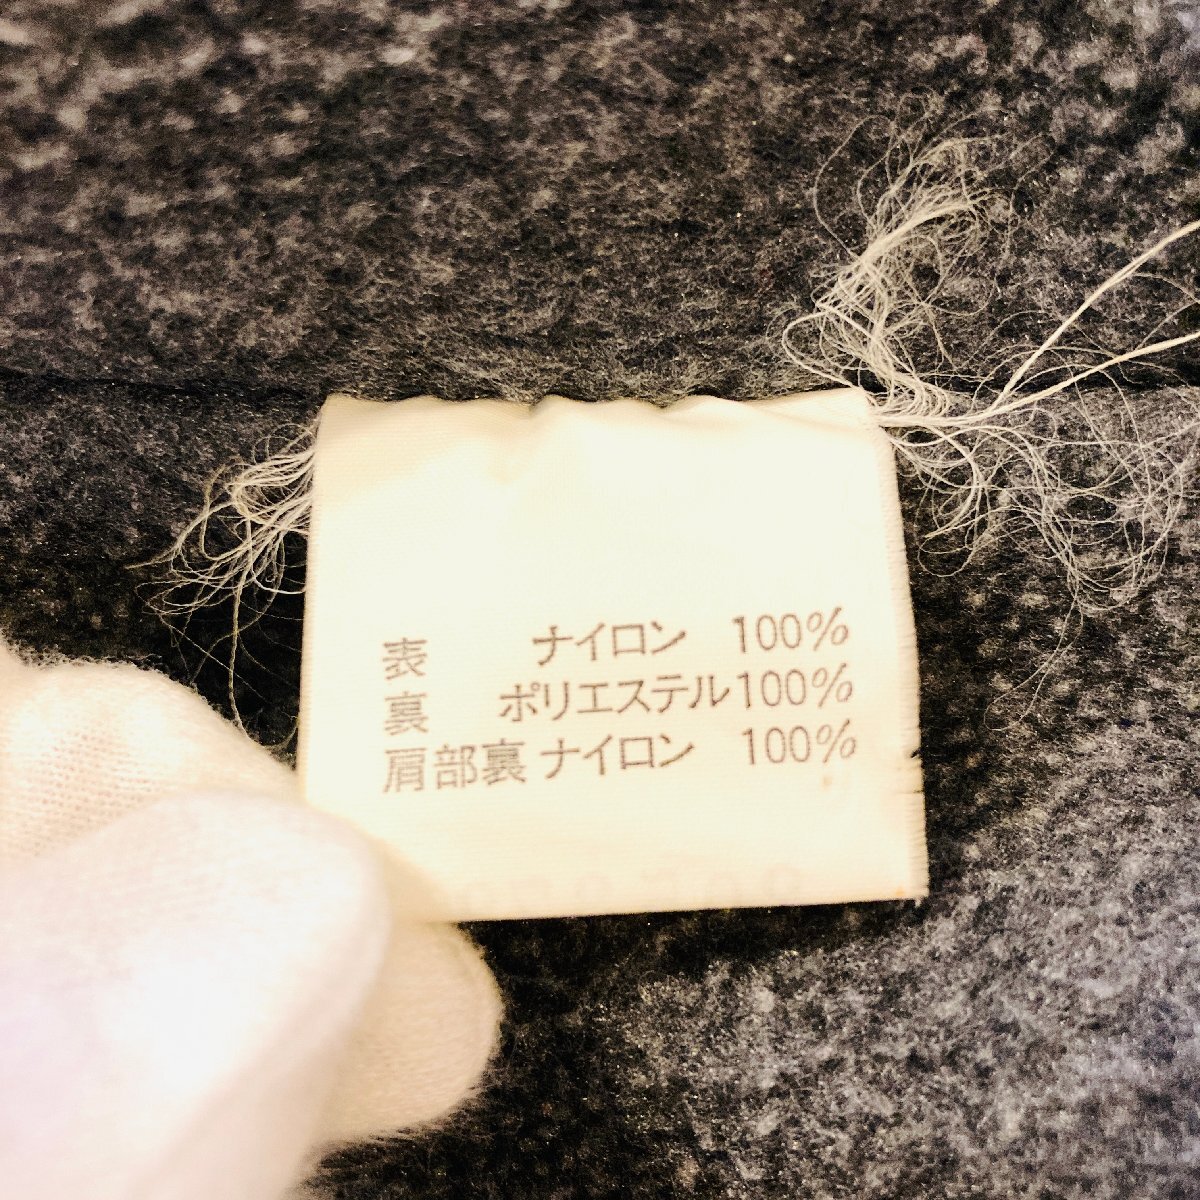 表 ナイロン 100%
裏 ポリエステル100%
肩部裏 ナイロン 100%